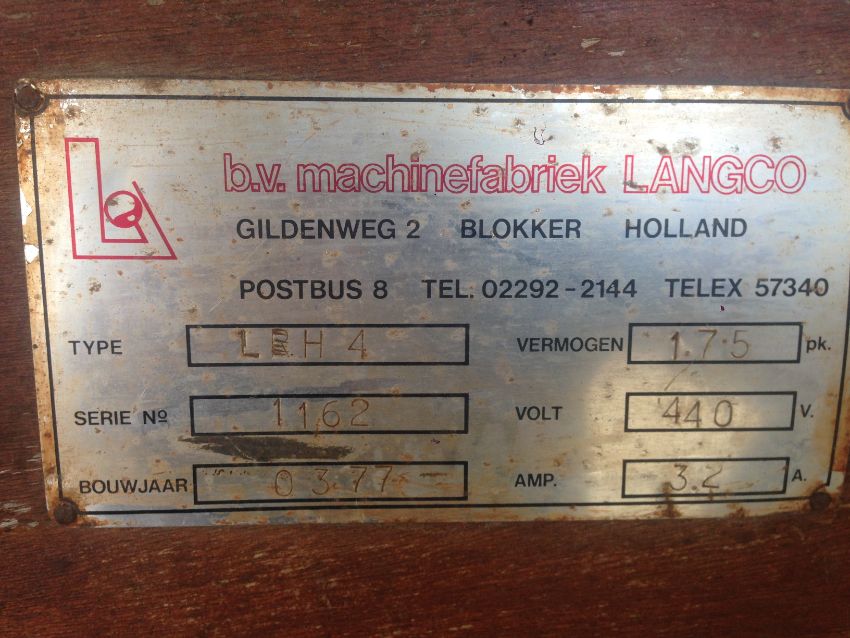 b.v. machinefabriek LANGCO
GILDENWEG 2 BLOKKER HOLLAND
POSTBUS 8 TEL. 02292-2144 TELEX 57340
TYPE H 4 VERMOGEN 1.75 pk.
SERIE Nº 1162 VOLT 440 V.
BOUWJAAR 03.77 AMP. 3.2 A.